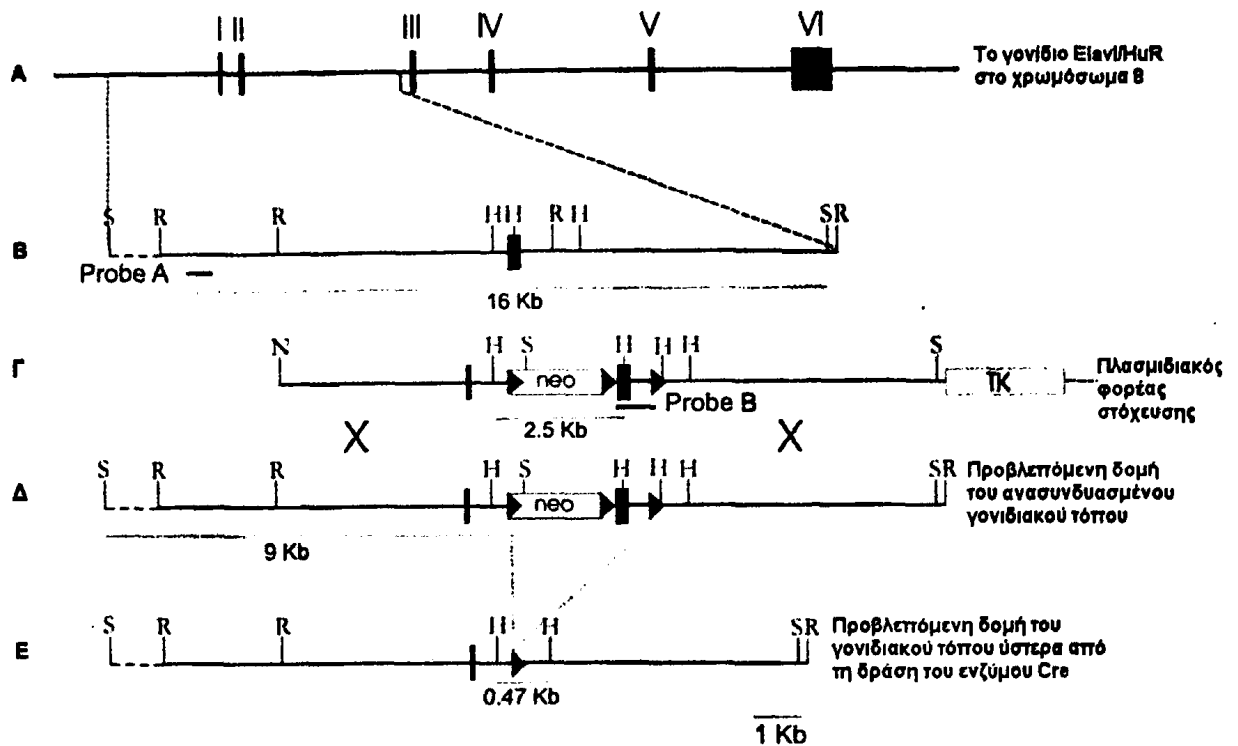 I II III IV V VI
A
Το γονίδιο Elavl/HuR
στο χρωμόσωμα 8
S R R H H R H S R
B
Probe A
16 Kb
N H S H H H S
Γ
neo
TK
Πλασμιδιακός
φορέας
στόχευσης
Probe B
2.5 Kb
X X
S R R H S H H H S R
Δ
neo
Προβλεπόμενη δομή
του ανασυνδυασμένου
γονιδιακού τόπου
9 Kb
S R R H H S R
E
Προβλεπόμενη δομή του
γονιδιακού τόπου ύστερα από
τη δράση του ενζύμου Cre
0.47 Kb
1 Kb